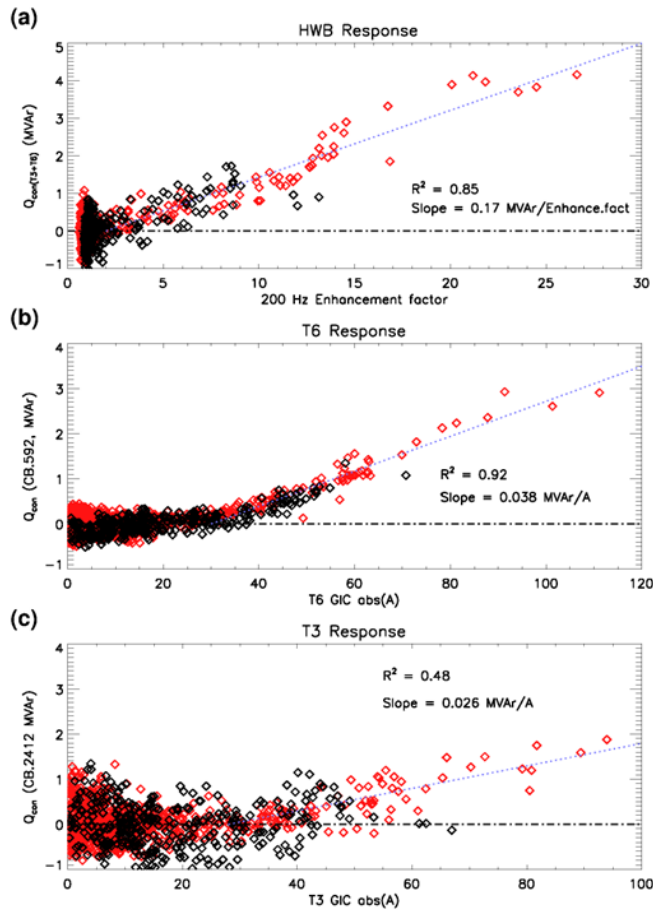 (a)
HWB Response
5
4
3
2
1
0
-1
Qcon(T3+T6) (MVAr)
R² = 0.85
Slope = 0.17 MVAr/Enhance.fact
0 5 10 15 20 25 30
200 Hz Enhancement factor
(b)
T6 Response
4
3
2
1
0
-1
Qcon (CB.592, MVAr)
R² = 0.92
Slope = 0.038 MVAr/A
0 20 40 60 80 100 120
T6 GIC abs(A)
(c)
T3 Response
4
3
2
1
0
-1
Qcon (CB.2412 MVAr)
R² = 0.48
Slope = 0.026 MVAr/A
0 20 40 60 80 100
T3 GIC abs(A)